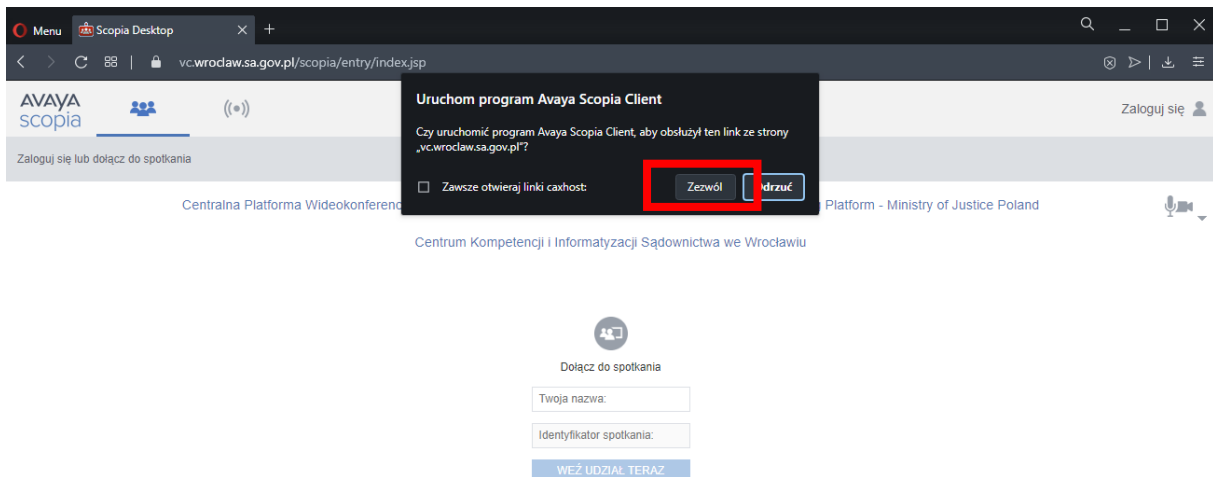 Menu
Scopia Desktop
vc.wroclaw.sa.gov.pl/scopia/entry/index.jsp
AVAYA
scopia
Zaloguj się
Zaloguj się lub dołącz do spotkania
Uruchom program Avaya Scopia Client
Czy uruchomić program Avaya Scopia Client, aby obsłużył ten link ze strony
„vc.wroclaw.sa.gov.pl”?
Zawsze otwieraj linki caxhost:
Zezwól
Odrzuć
Centralna Platforma Wideokonferenc
Platform - Ministry of Justice Poland
Centrum Kompetencji i Informatyzacji Sądownictwa we Wrocławiu
Dołącz do spotkania
Twoja nazwa:
Identyfikator spotkania:
WEŹ UDZIAŁ TERAZ